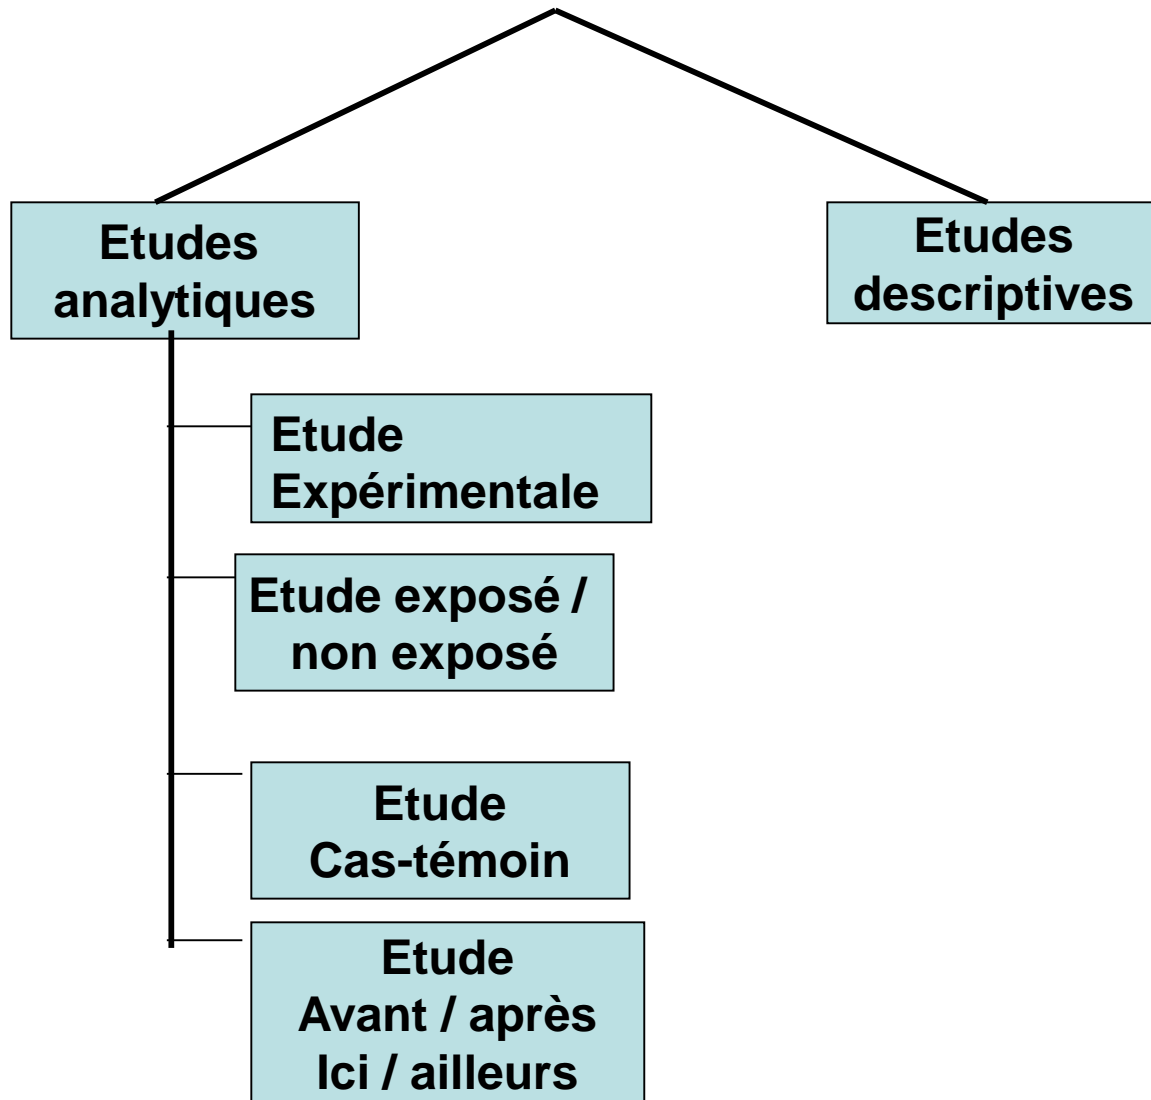 Etudes
analytiques
Etudes
descriptives
Etude
Expérimentale
Etude exposé /
non exposé
Etude
Cas-témoin
Etude
Avant / après
Ici / ailleurs